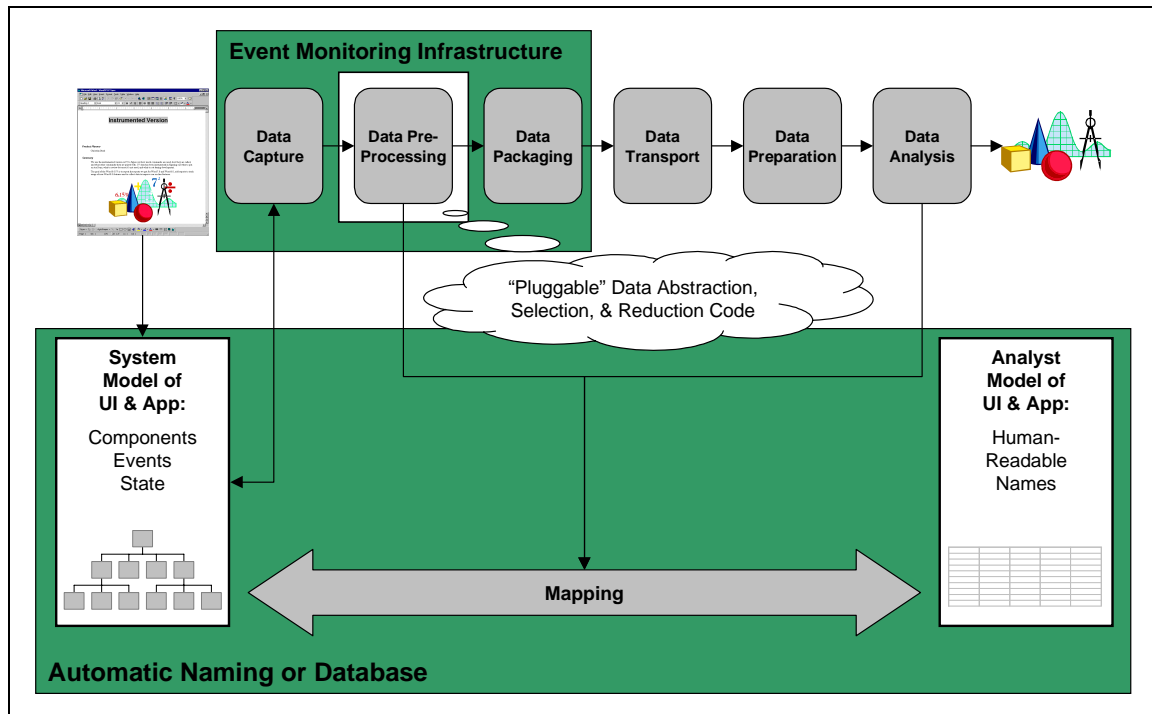 Event Monitoring Infrastructure
Instrumented Version
Data
Capture
Data Pre-
Processing
Data
Packaging
Data
Transport
Data
Preparation
Data
Analysis
“Pluggable” Data Abstraction,
Selection, & Reduction Code
System
Model of
UI & App:
Components
Events
State
Analyst
Model of
UI & App:
Human-
Readable
Names
Mapping
Automatic Naming or Database